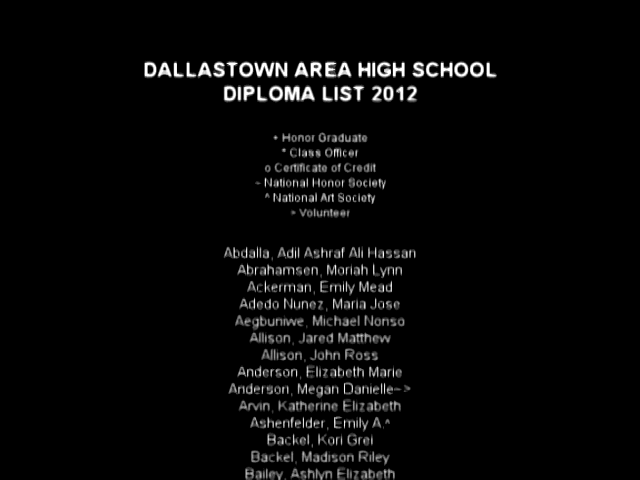 DALLASTOWN AREA HIGH SCHOOL
DIPLOMA LIST 2012
+ Honor Graduate
* Class Officer
o Certificate of Credit
~ National Honor Society
^ National Art Society
> Volunteer
Abdalla, Adil Ashraf Ali Hassan
Abrahamsen, Moriah Lynn
Ackerman, Emily Mead
Adedo Nunez, Maria Jose
Aegbuniwe, Michael Nonso
Allison, Jared Matthew
Allison, John Ross
Anderson, Elizabeth Marie
Anderson, Megan Danielle~>
Arvin, Katherine Elizabeth
Ashenfelder, Emily A.^
Backel, Kori Grei
Backel, Madison Riley
Bailey, Ashlyn Elizabeth